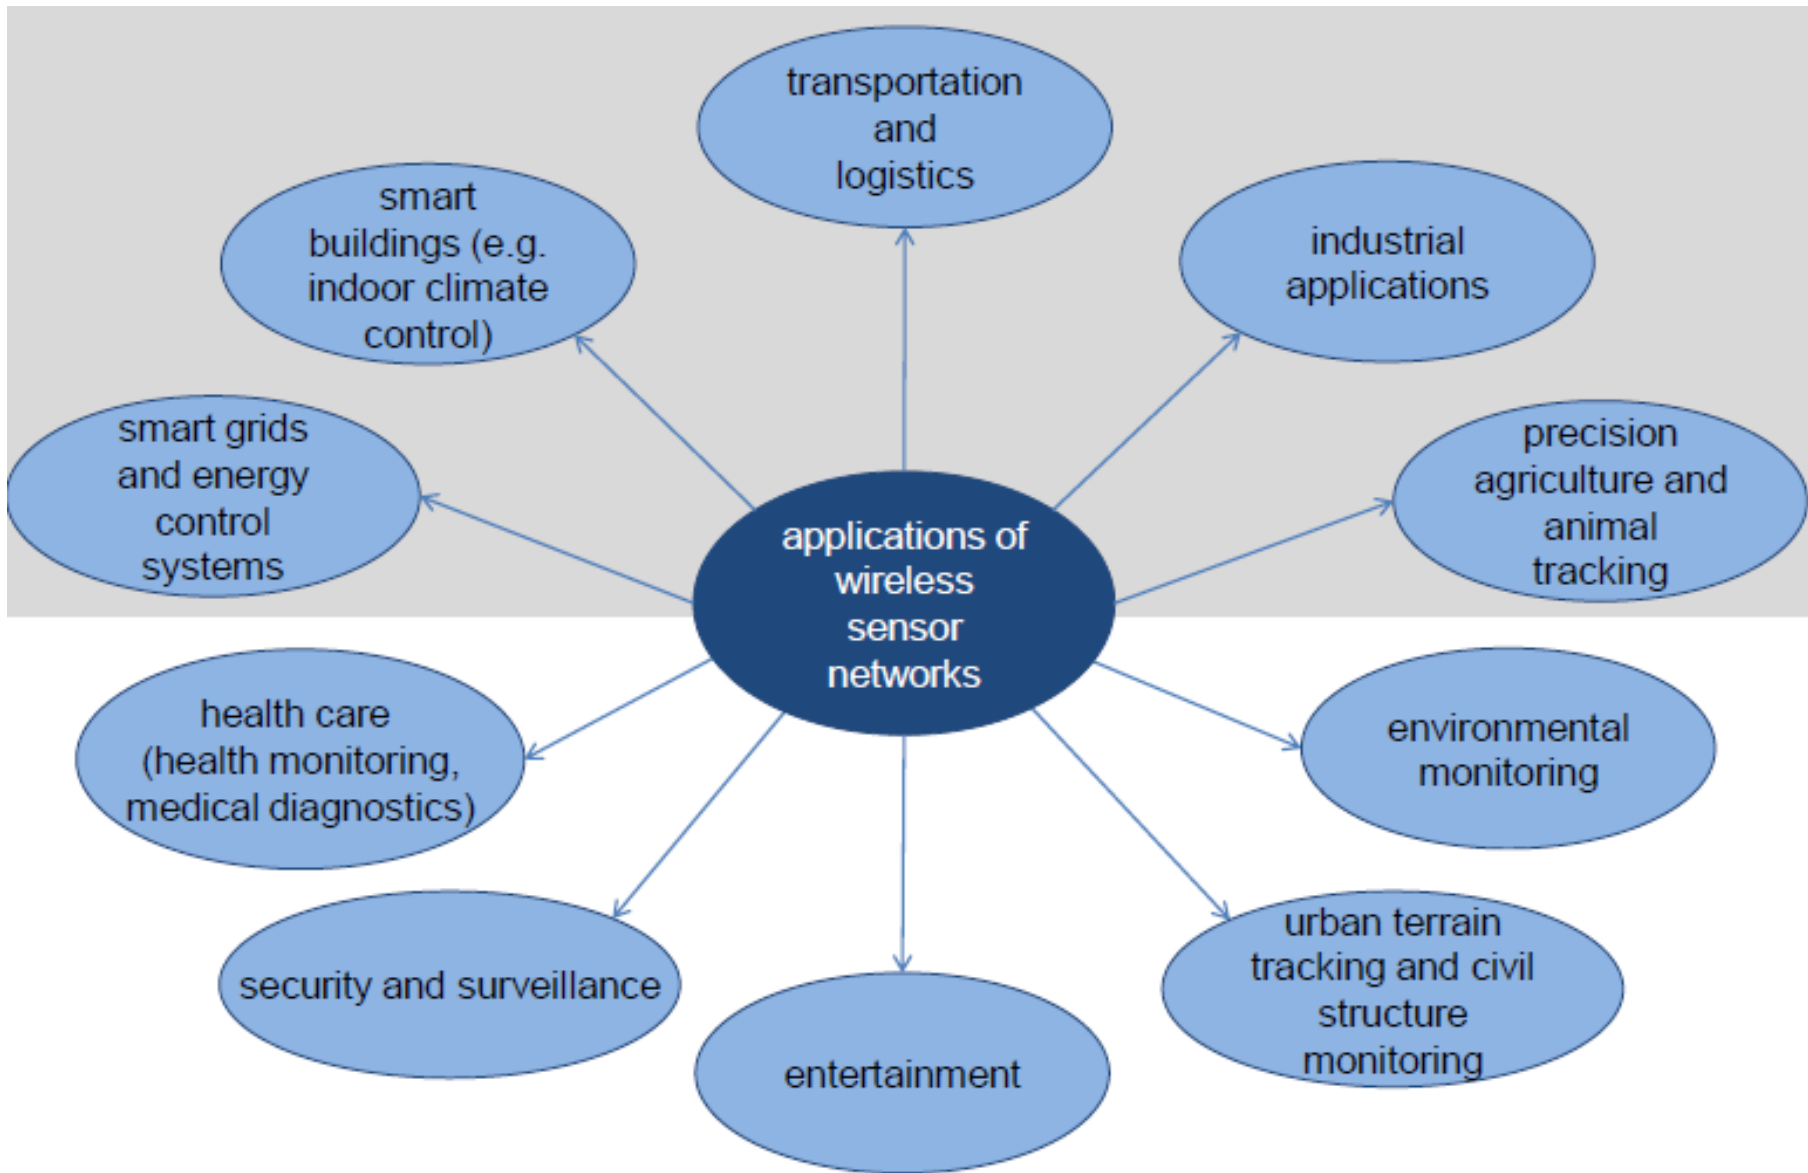 transportation
and
logistics
smart
buildings (e.g.
indoor climate
control)
industrial
applications
smart grids
and energy
control
systems
precision
agriculture and
animal
tracking
applications of
wireless
sensor
networks
health care
(health monitoring,
medical diagnostics)
environmental
monitoring
security and surveillance
urban terrain
tracking and civil
structure
monitoring
entertainment